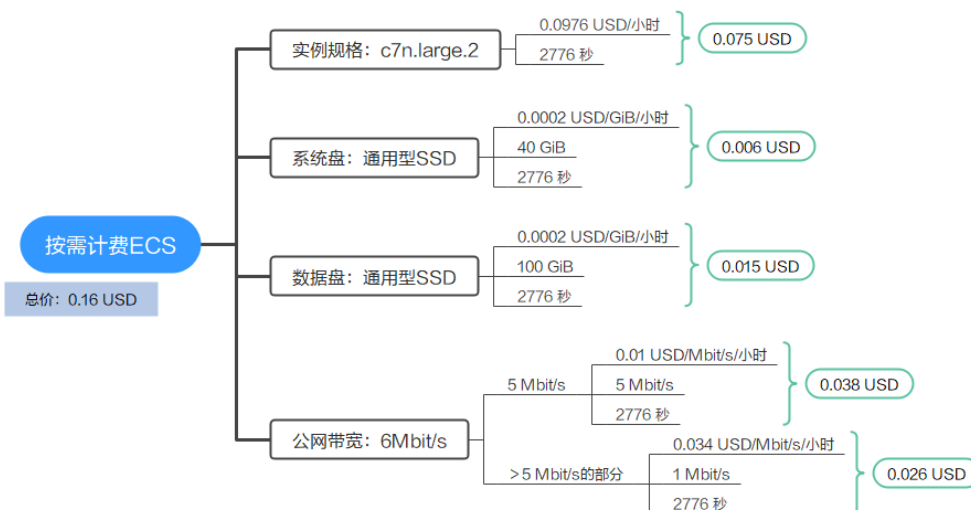 按需计费ECS
总价：0.16 USD
实例规格：c7n.large.2
0.0976 USD/小时
2776 秒
0.075 USD
系统盘：通用型SSD
0.0002 USD/GiB/小时
40 GiB
2776 秒
0.006 USD
数据盘：通用型SSD
0.0002 USD/GiB/小时
100 GiB
2776 秒
0.015 USD
公网带宽：6Mbit/s
5 Mbit/s
0.01 USD/Mbit/s/小时
5 Mbit/s
2776 秒
0.038 USD
>5 Mbit/s的部分
0.034 USD/Mbit/s/小时
1 Mbit/s
2776 秒
0.026 USD